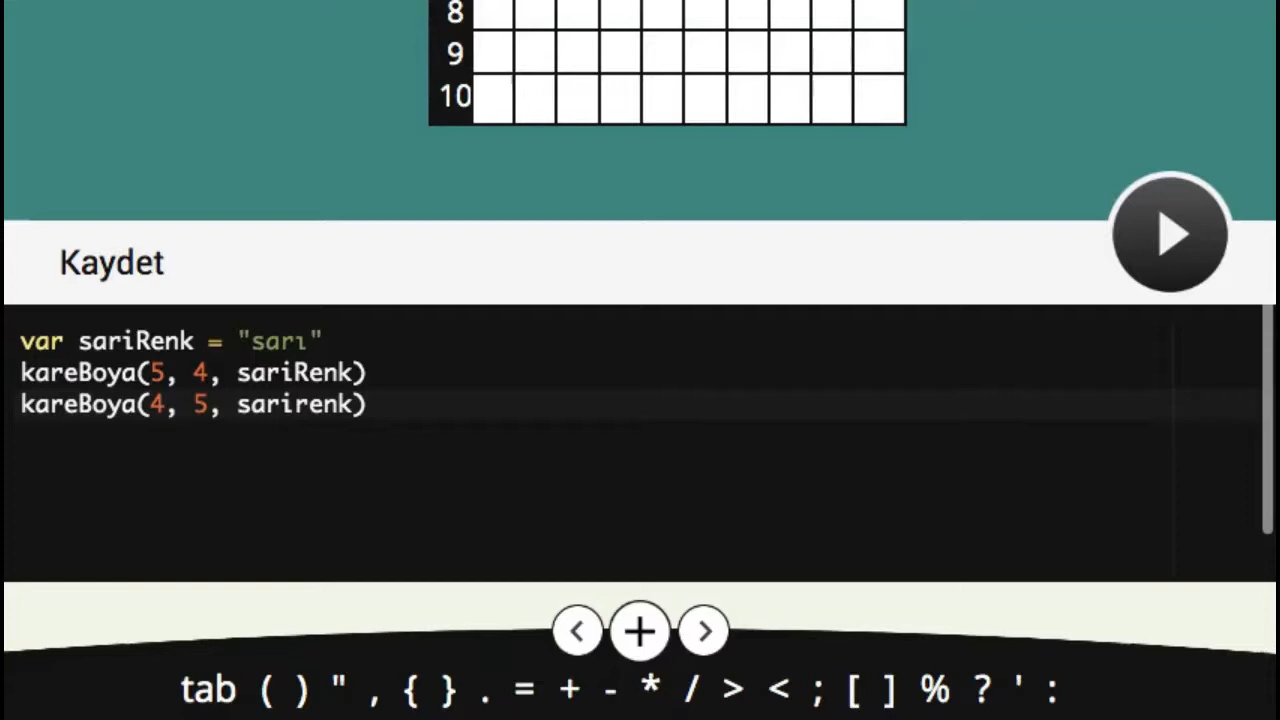 8
9
10
Kaydet
var sariRenk = "sarı"
kareBoya(5, 4, sariRenk)
kareBoya(4, 5, sarirenk)
tab ( ) " , { } . = + - * / > < ; [ ] % ? ' :